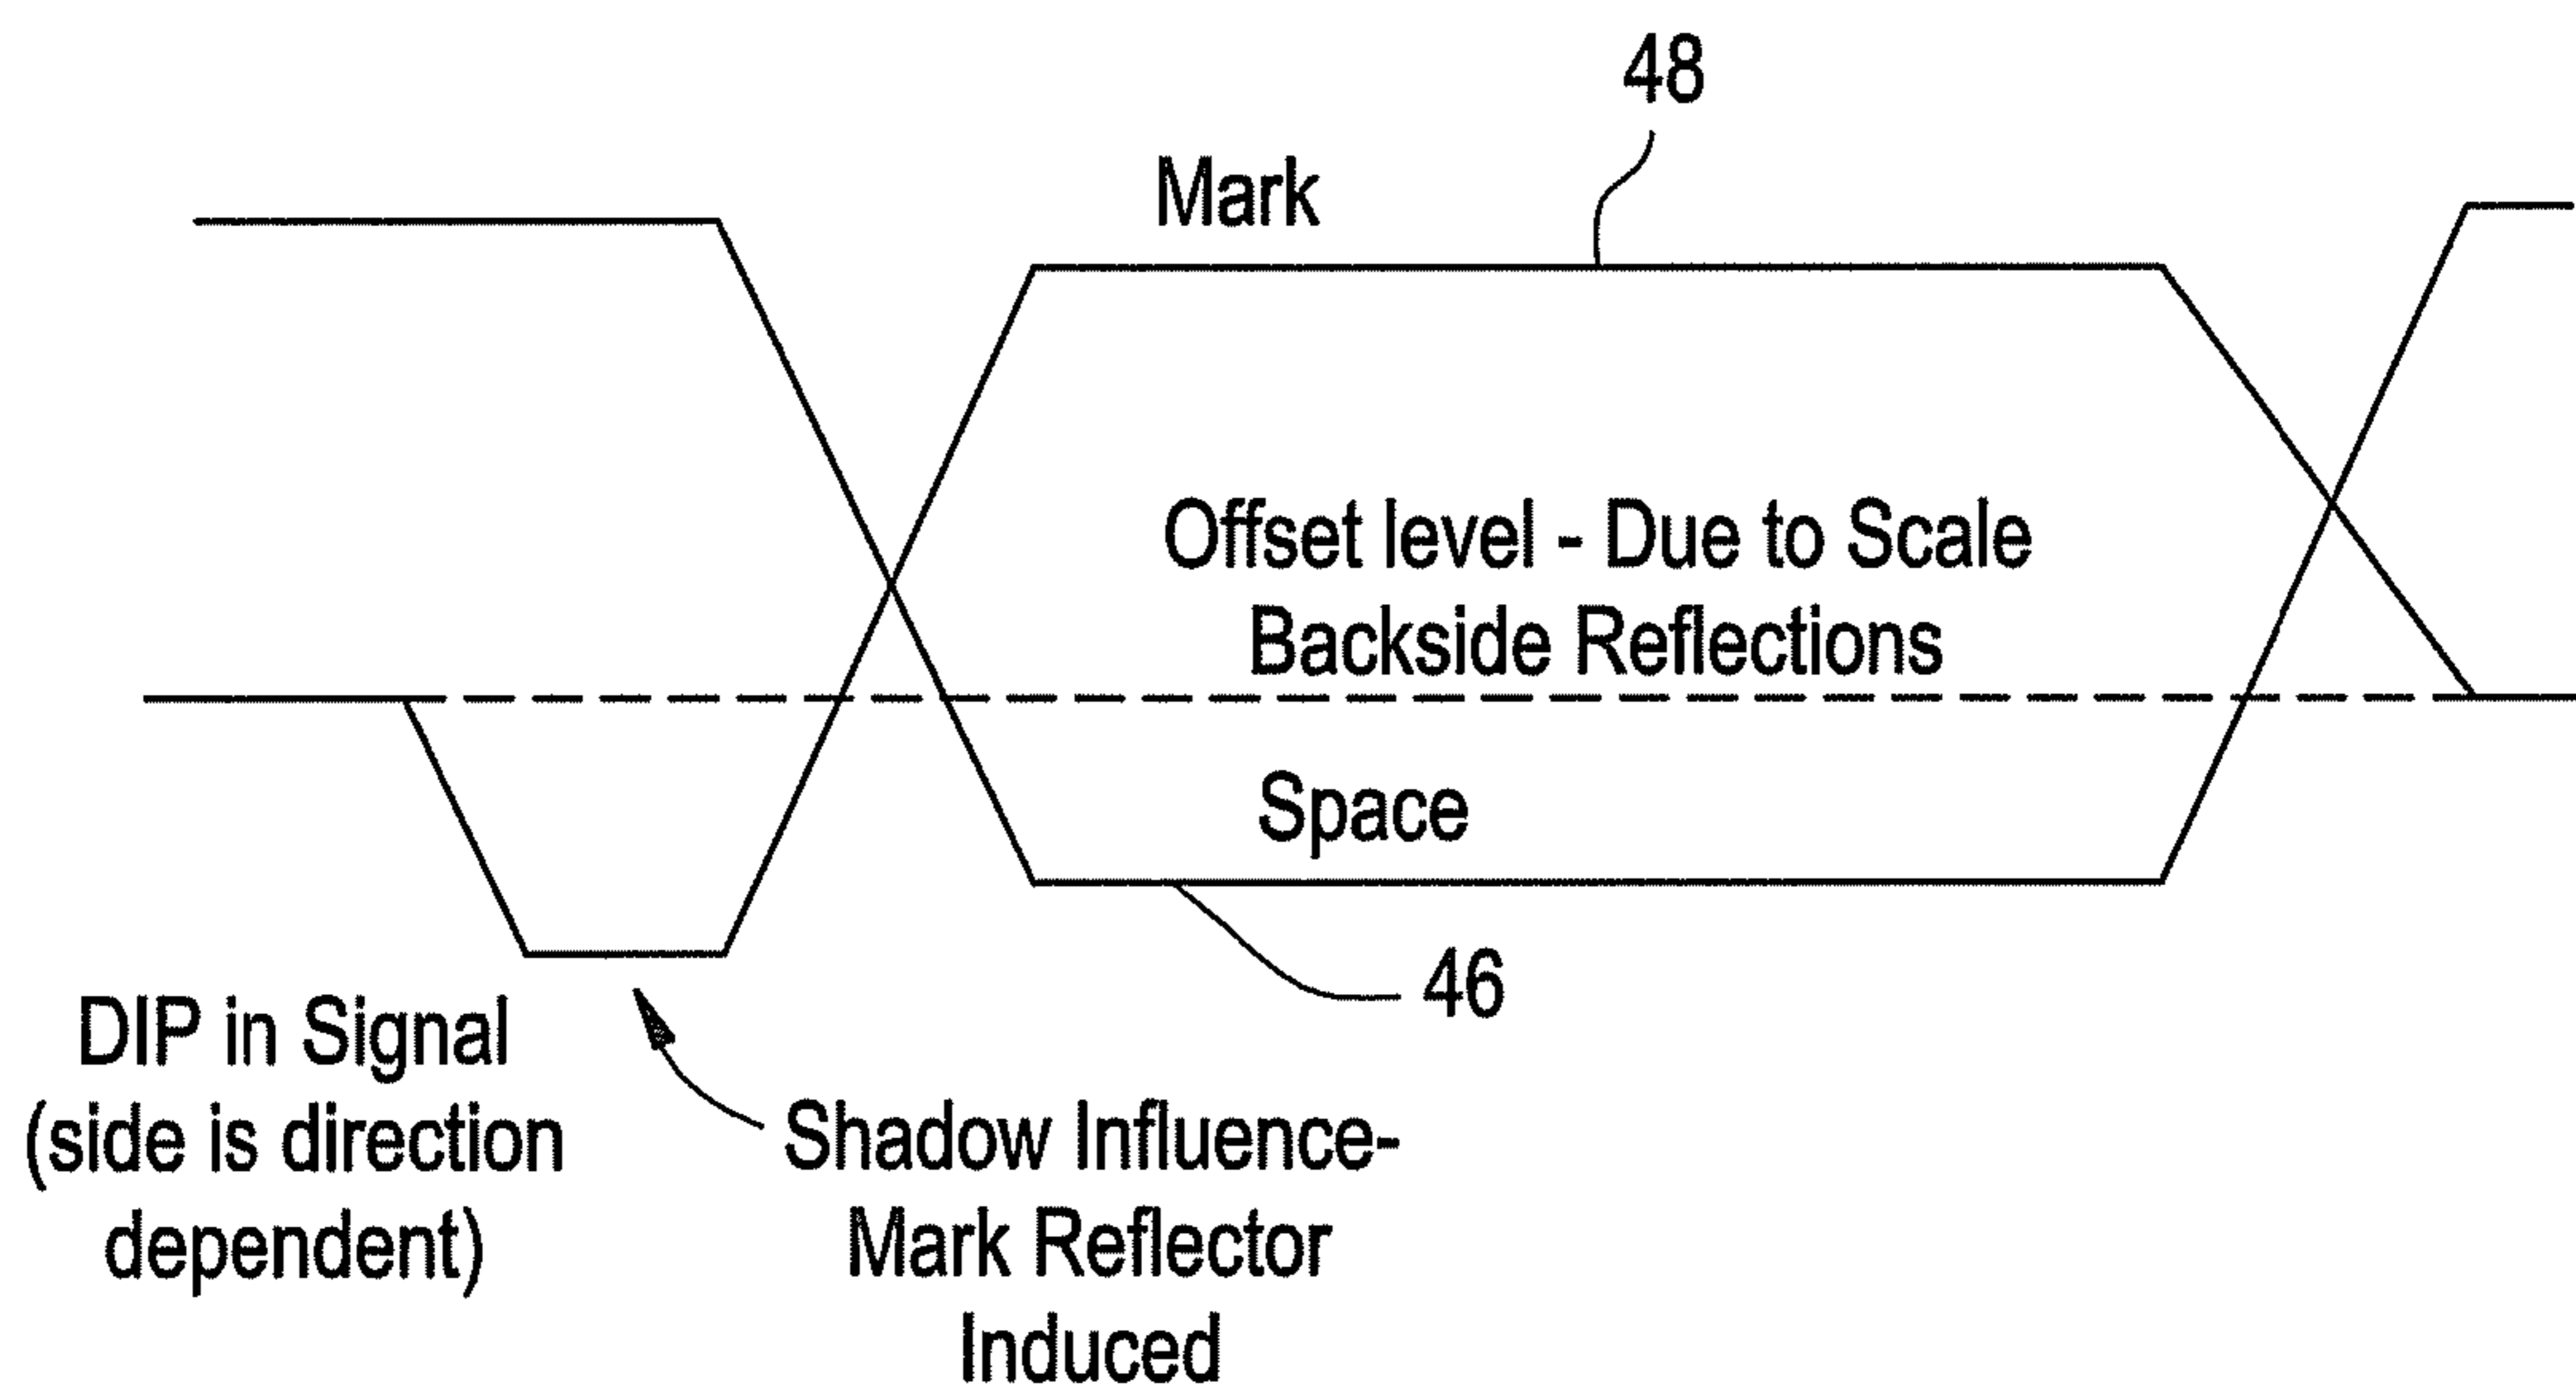 48
Mark
Offset level - Due to Scale
Backside Reflections
Space
46
DIP in Signal
(side is direction
dependent)
Shadow Influence-
Mark Reflector
Induced